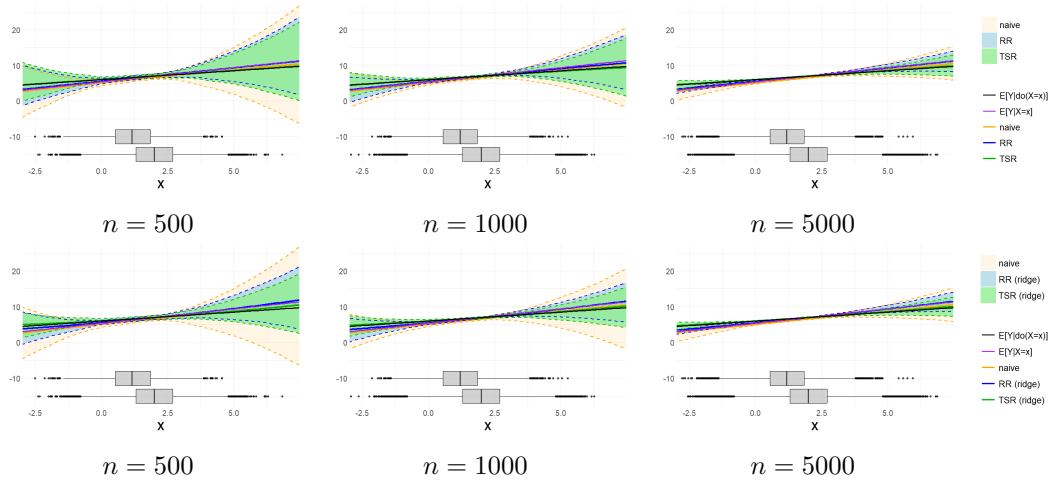 20
10
0
-10
-2.5 0.0 2.5 5.0
X
n = 500
20
10
0
-10
-2.5 0.0 2.5 5.0
X
n = 1000
20
10
0
-10
-2.5 0.0 2.5 5.0
X
n = 5000
naive
RR
TSR
E[Y|do(X=x)]
E[Y|X=x]
naive
RR
TSR
20
10
0
-10
-2.5 0.0 2.5 5.0
X
n = 500
20
10
0
-10
-2.5 0.0 2.5 5.0
X
n = 1000
20
10
0
-10
-2.5 0.0 2.5 5.0
X
n = 5000
naive
RR (ridge)
TSR (ridge)
E[Y|do(X=x)]
E[Y|X=x]
naive
RR (ridge)
TSR (ridge)